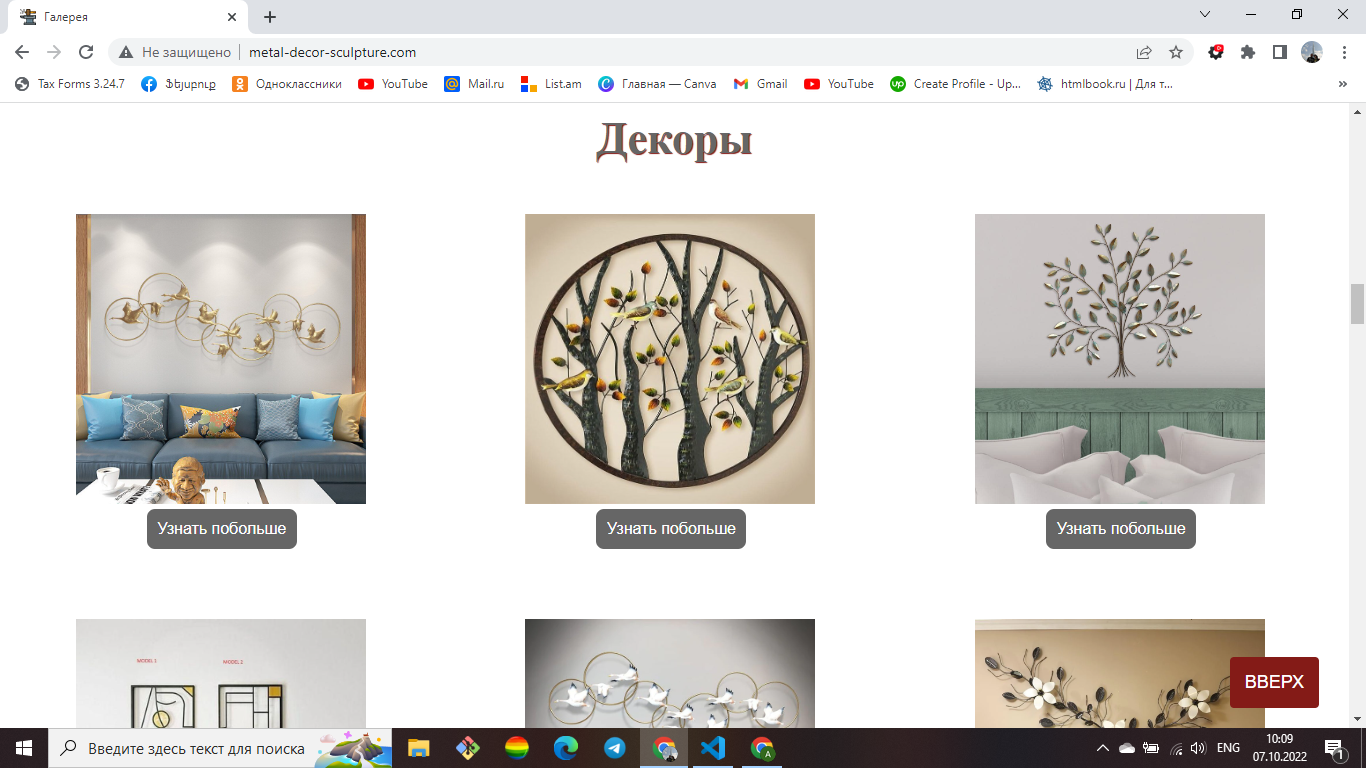 Галерея
Не защищено
metal-decor-sculpture.com
Tax Forms 3.24.7
Ֆեյսբուք
Одноклассники
YouTube
Mail.ru
List.am
Главная — Canva
Gmail
YouTube
Create Profile - Up...
htmlbook.ru | Для т...
Декоры
Узнать побольше
Узнать побольше
Узнать побольше
MODEL 1
MODEL 2
ВВЕРХ
Введите здесь текст для поиска
ENG
10:09
07.10.2022
1